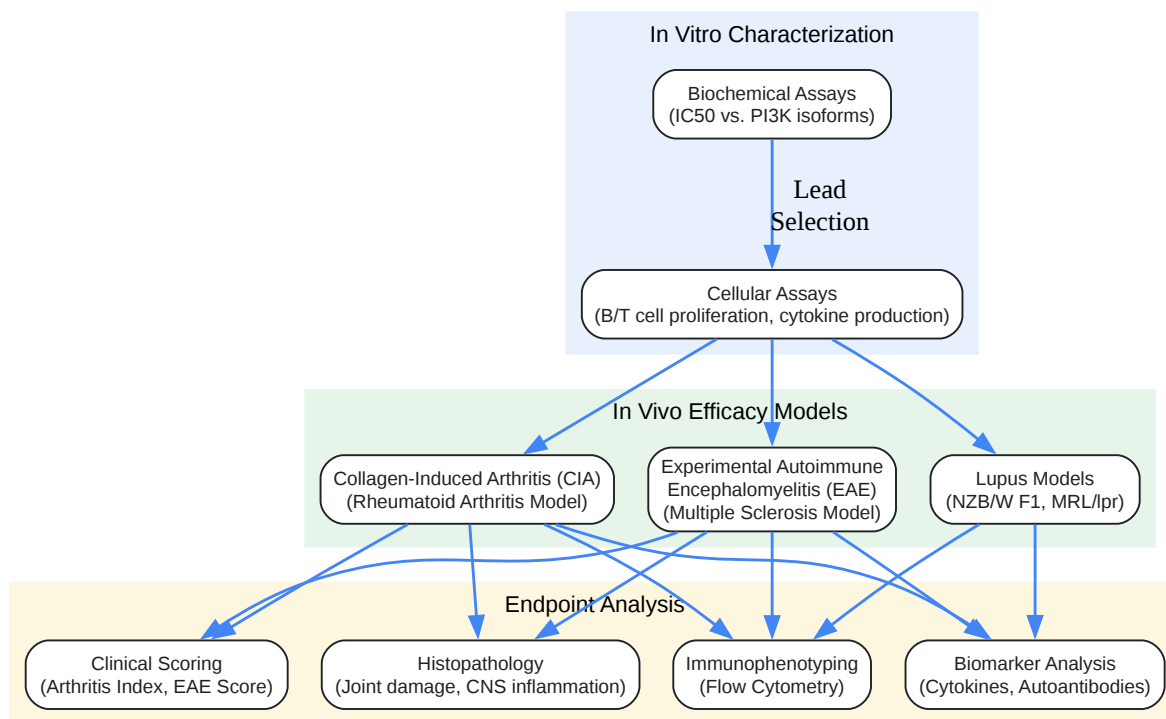 In Vitro Characterization
Biochemical Assays
(IC50 vs. PI3K isoforms)
Lead
Selection
Cellular Assays
(B/T cell proliferation, cytokine production)
In Vivo Efficacy Models
Collagen-Induced Arthritis (CIA)
(Rheumatoid Arthritis Model)
Experimental Autoimmune
Encephalomyelitis (EAE)
(Multiple Sclerosis Model)
Lupus Models
(NZB/W F1, MRL/lpr)
Endpoint Analysis
Clinical Scoring
(Arthritis Index, EAE Score)
Histopathology
(Joint damage, CNS inflammation)
Immunophenotyping
(Flow Cytometry)
Biomarker Analysis
(Cytokines, Autoantibodies)